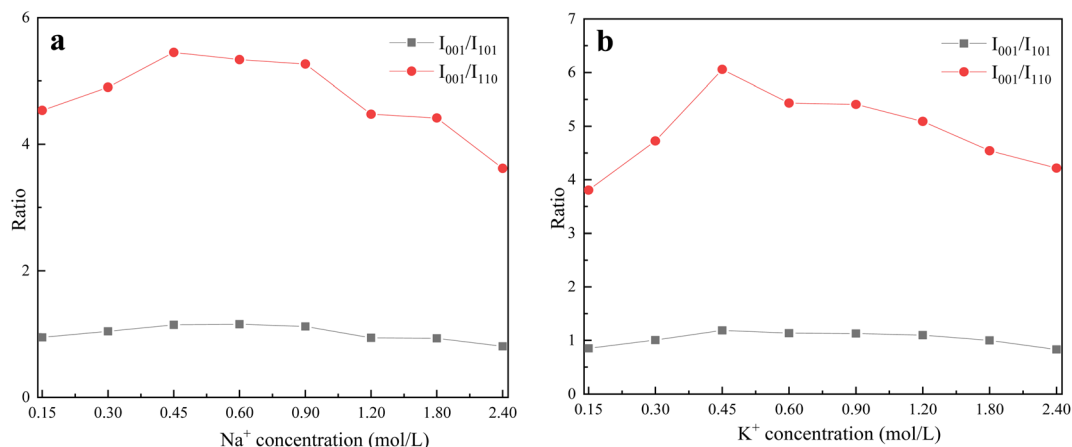 a
I001/I101
I001/I110
6
4
2
0
Ratio
0.15 0.30 0.45 0.60 0.90 1.20 1.80 2.40
Na+ concentration (mol/L)
b
I001/I101
I001/I110
7
6
5
4
3
2
1
0
Ratio
0.15 0.30 0.45 0.60 0.90 1.20 1.80 2.40
K+ concentration (mol/L)